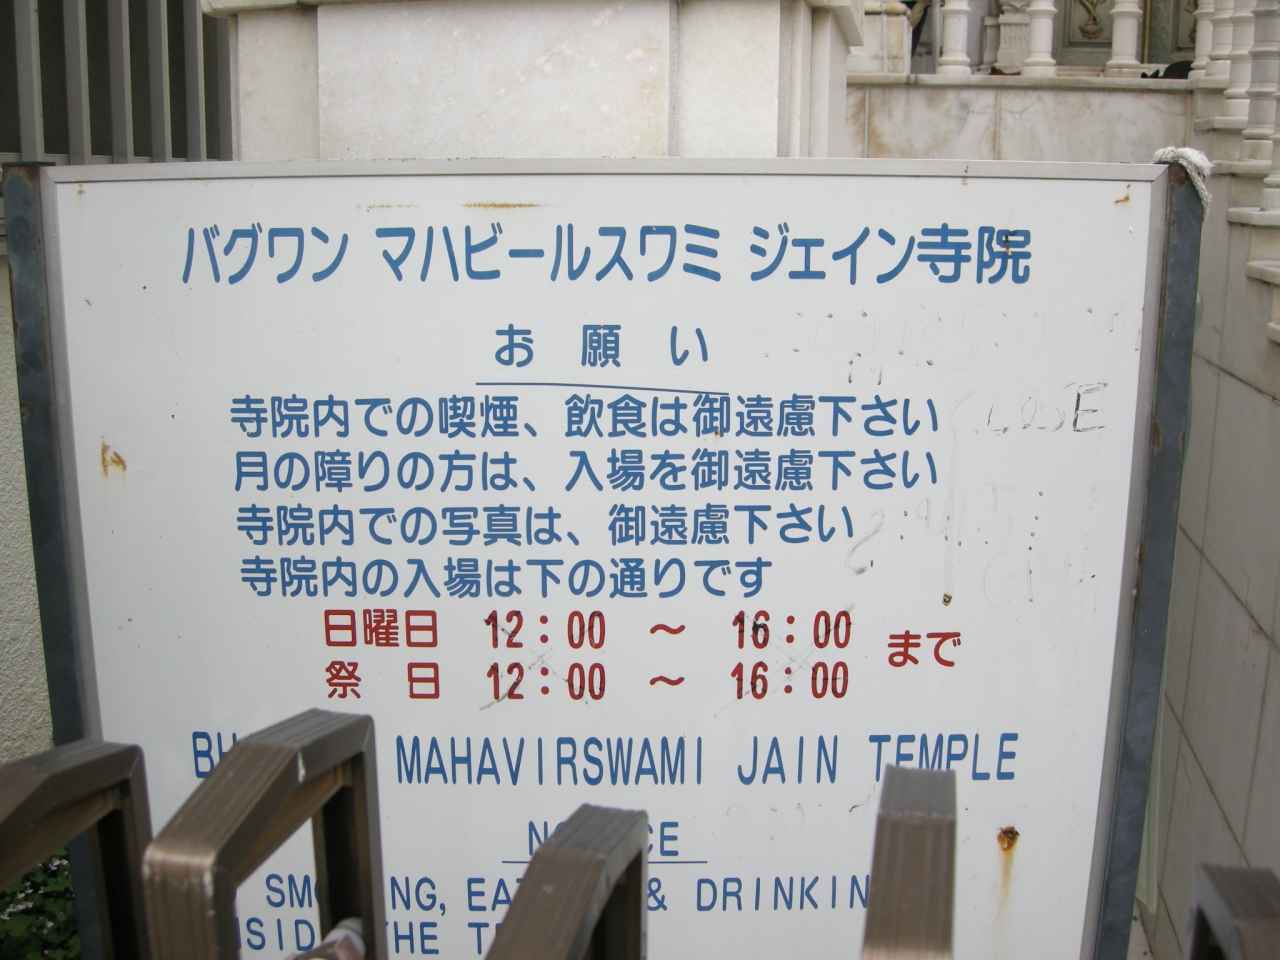 バグワン マハビールスワミ ジェイン寺院
お 願 い
寺院内での喫煙、飲食は御遠慮下さい
月の障りの方は、入場を御遠慮下さい
寺院内での写真は、御遠慮下さい
寺院内の入場は下の通りです
日曜日 12:00 ～ 16:00 まで
祭 日 12:00 ～ 16:00
MAHAVIRSWAMI JAIN TEMPLE
& DRINKIN
THE